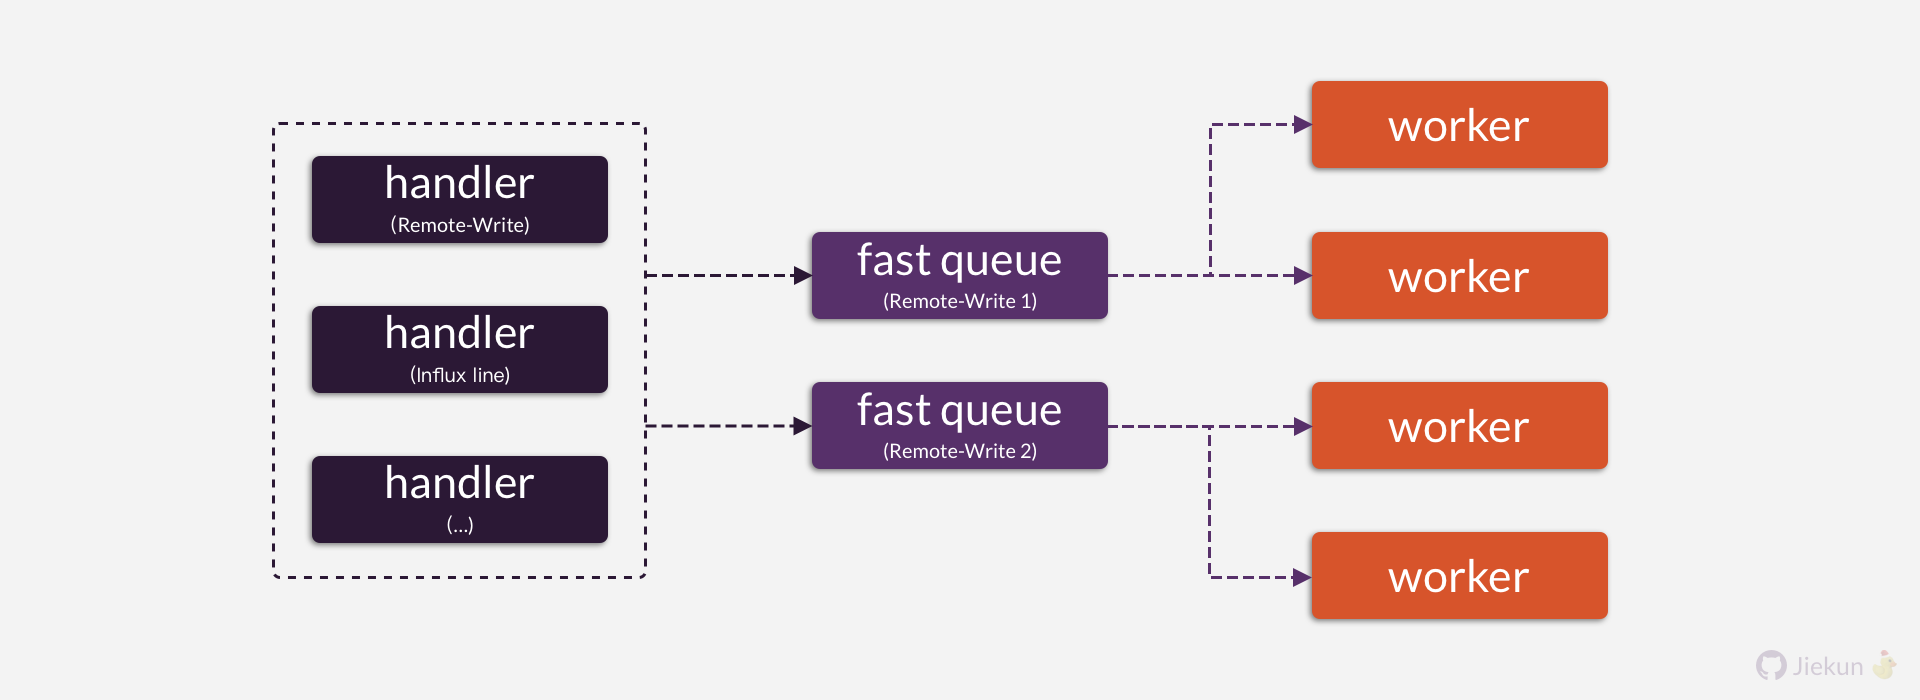 handler
(Remote-Write)
handler
(Influx line)
handler
(...)
fast queue
(Remote-Write 1)
fast queue
(Remote-Write 2)
worker
worker
worker
worker
Jiekun